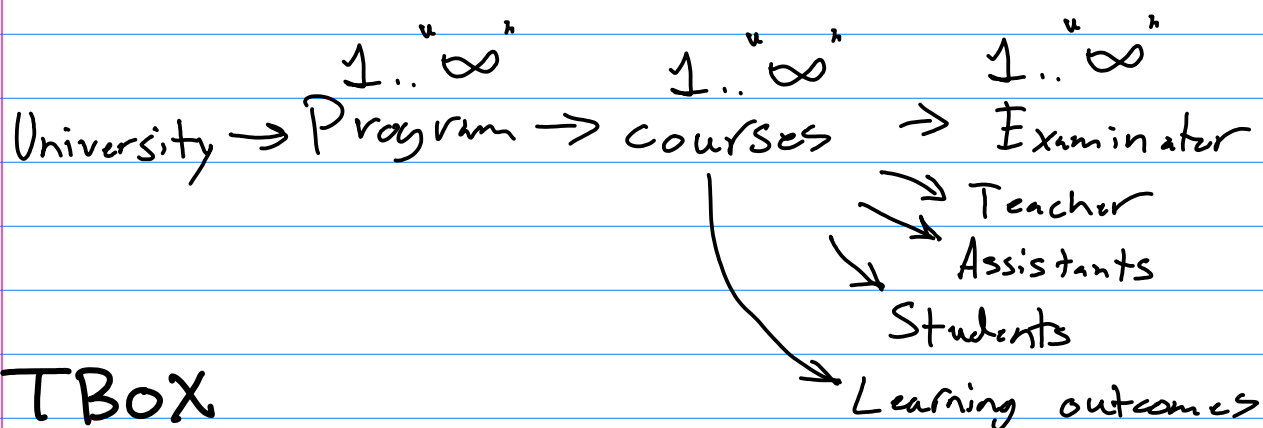 1.. "∞" 1.. "∞" 1.. "∞"
University → Program → courses → Examinator
→ Teacher
→ Assistants
→ Students
→ Learning outcomes
TBOX